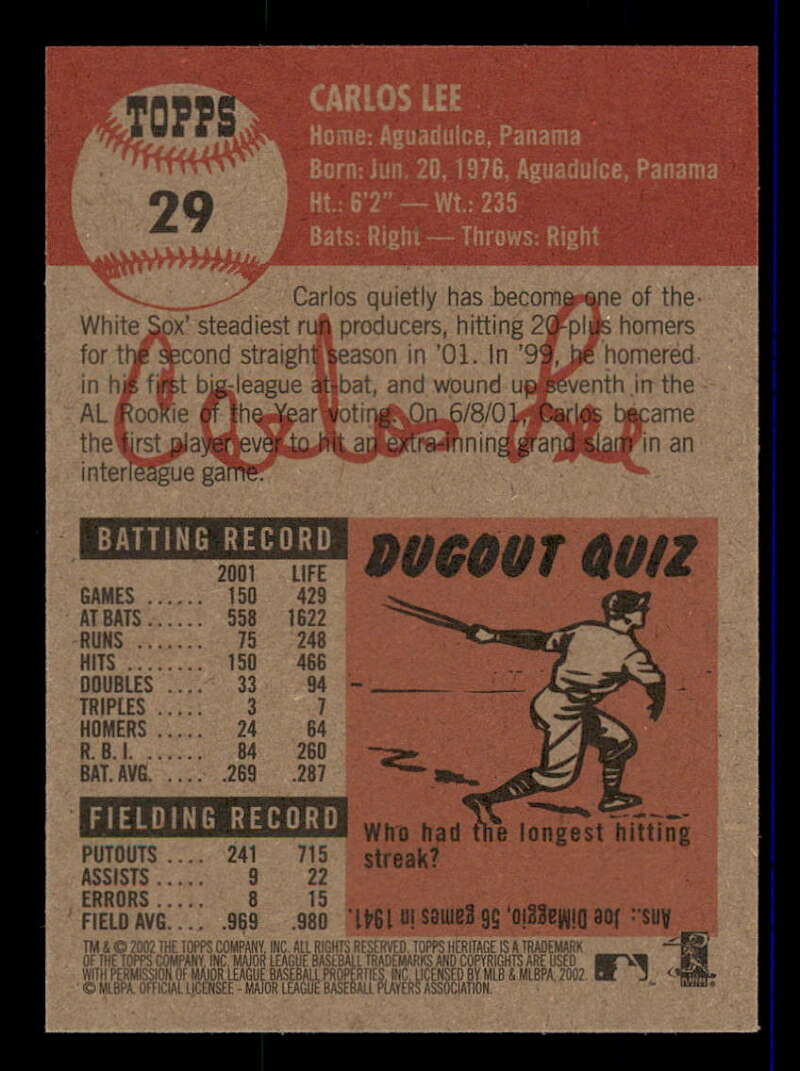 TOPPS
29
CARLOS LEE
Home: Aguadulce, Panama
Born: Jun. 20, 1976, Aguadulce, Panama
Ht.: 6'2" — Wt.: 235
Bats: Right — Throws: Right
Carlos quietly has become one of the
White Sox' steadiest run producers, hitting 20-plus homers
for the second straight season in '01. In '99, he homered
in his first big-league at-bat, and wound up seventh in the
AL Rookie of the Year voting. On 6/8/01, Carlos became
the first player ever to hit an extra-inning grand slam in an
interleague game.
Carlos Lee
BATTING RECORD
2001 LIFE
GAMES ...... 150 429
AT BATS ...... 558 1622
RUNS ....... 75 248
HITS ........ 150 466
DOUBLES .... 33 94
TRIPLES ..... 3 7
HOMERS ..... 24 64
R. B. I. ...... 84 260
BAT. AVG. .... .269 .287
FIELDING RECORD
PUTOUTS .... 241 715
ASSISTS ..... 9 22
ERRORS ..... 8 15
FIELD AVG. ... .969 .980
DUGOUT QUIZ
Who had the longest hitting
streak?
Ans.: Joe DiMaggio, 56 games in 1941.
TM & © 2002 THE TOPPS COMPANY, INC. ALL RIGHTS RESERVED. TOPPS HERITAGE IS A TRADEMARK
OF THE TOPPS COMPANY, INC. MAJOR LEAGUE BASEBALL TRADEMARKS AND COPYRIGHTS ARE USED
WITH PERMISSION OF MAJOR LEAGUE BASEBALL PROPERTIES, INC. LICENSED BY MLB & MLBPA, 2002.
© MLBPA. OFFICIAL LICENSEE - MAJOR LEAGUE BASEBALL PLAYERS ASSOCIATION.